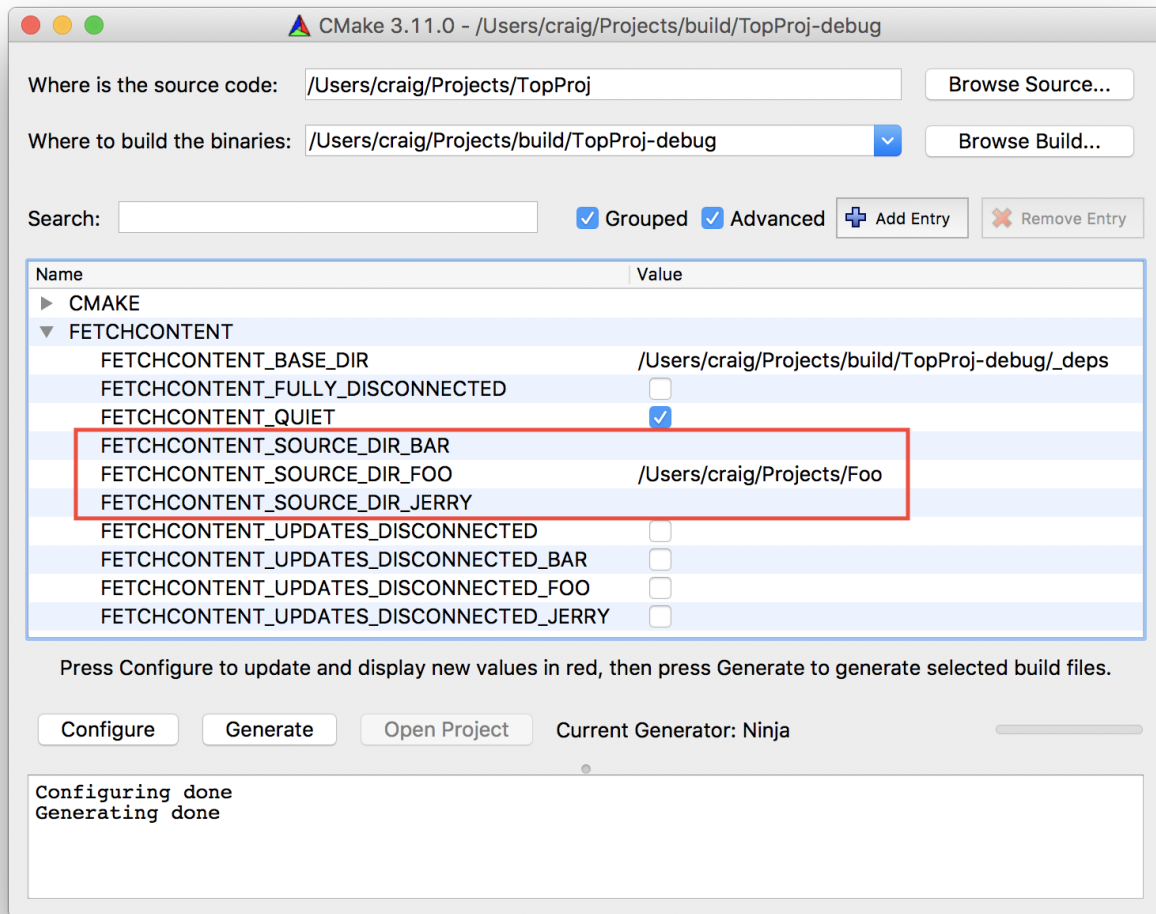 CMake 3.11.0 - /Users/craig/Projects/build/TopProj-debug
Where is the source code: /Users/craig/Projects/TopProj Browse Source...
Where to build the binaries: /Users/craig/Projects/build/TopProj-debug Browse Build...
Search: Grouped Advanced Add Entry Remove Entry
Name Value
CMAKE
FETCHCONTENT
FETCHCONTENT_BASE_DIR /Users/craig/Projects/build/TopProj-debug/_deps
FETCHCONTENT_FULLY_DISCONNECTED
FETCHCONTENT_QUIET
FETCHCONTENT_SOURCE_DIR_BAR
FETCHCONTENT_SOURCE_DIR_FOO /Users/craig/Projects/Foo
FETCHCONTENT_SOURCE_DIR_JERRY
FETCHCONTENT_UPDATES_DISCONNECTED
FETCHCONTENT_UPDATES_DISCONNECTED_BAR
FETCHCONTENT_UPDATES_DISCONNECTED_FOO
FETCHCONTENT_UPDATES_DISCONNECTED_JERRY
Press Configure to update and display new values in red, then press Generate to generate selected build files.
Configure Generate Open Project Current Generator: Ninja
Configuring done
Generating done